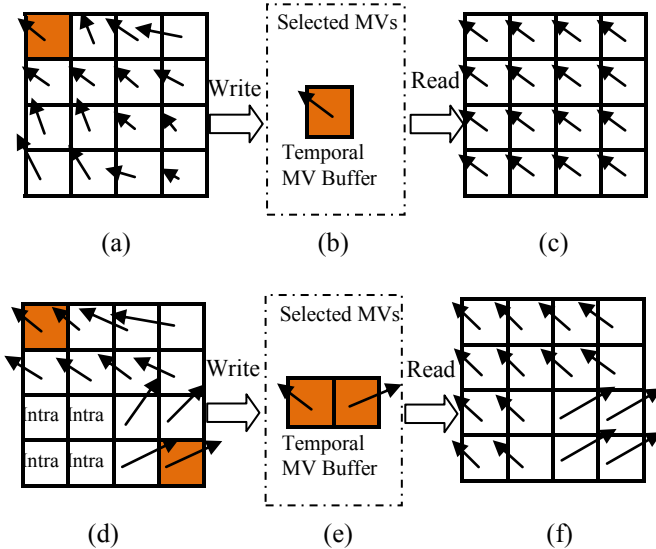 Selected MVs
Write
Read
Temporal
MV Buffer
(a)
(b)
(c)
Selected MVs
Write
Read
Intra Intra
Intra Intra
Temporal
MV Buffer
(d)
(e)
(f)